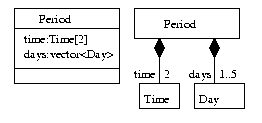 Period
time:Time[2]
days:vector<Day>
Period
time 2
days 1..5
Time
Day